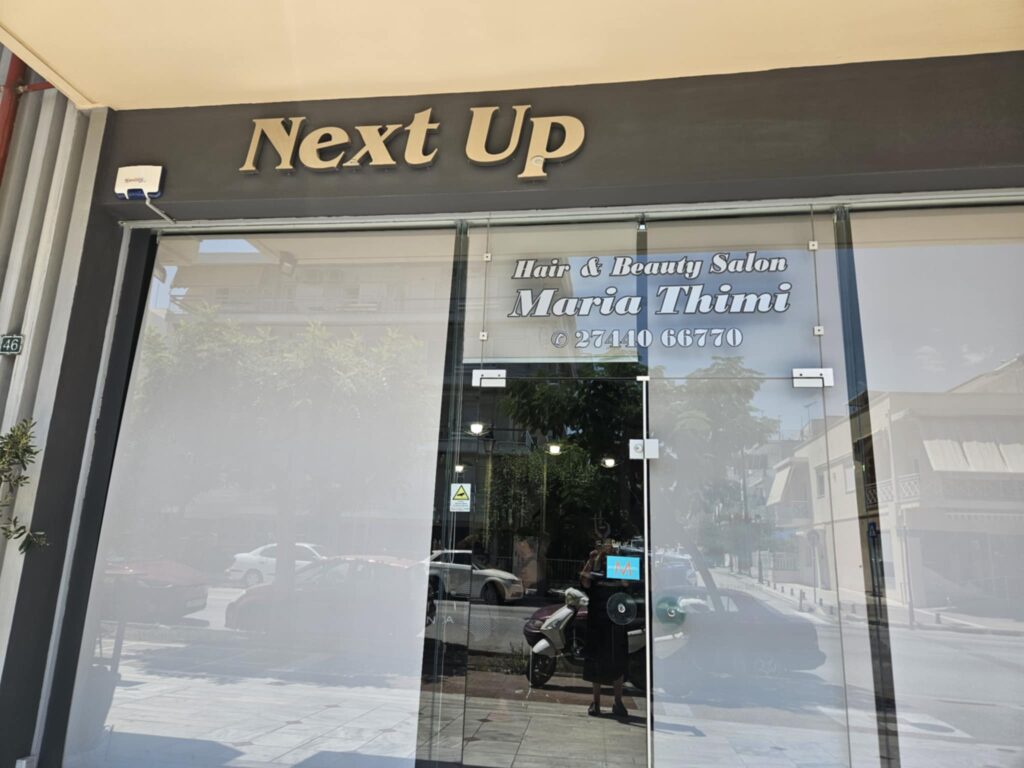 Next Up
Hair & Beauty Salon
Maria Thimi
✆ 27440 66770
46
M